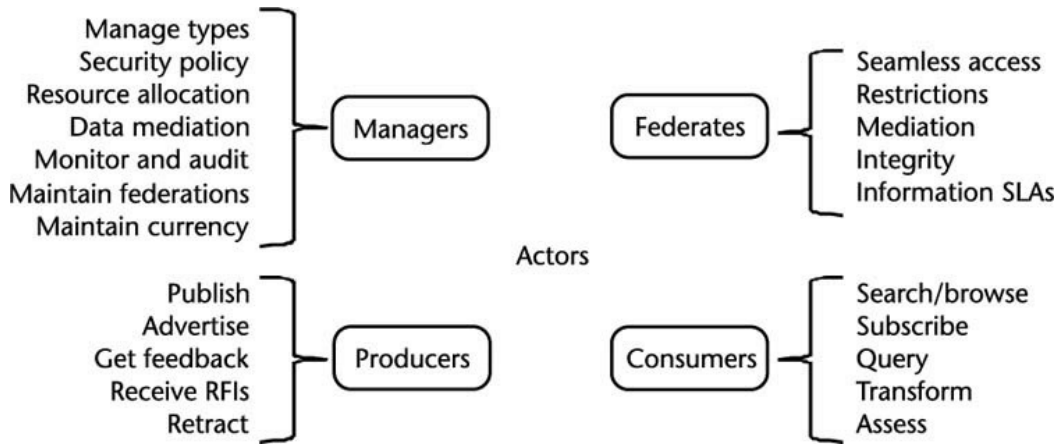 Manage types
Security policy
Resource allocation
Data mediation
Monitor and audit
Maintain federations
Maintain currency
Managers
Federates
Seamless access
Restrictions
Mediation
Integrity
Information SLAs
Actors
Publish
Advertise
Get feedback
Receive RFIs
Retract
Producers
Consumers
Search/browse
Subscribe
Query
Transform
Assess